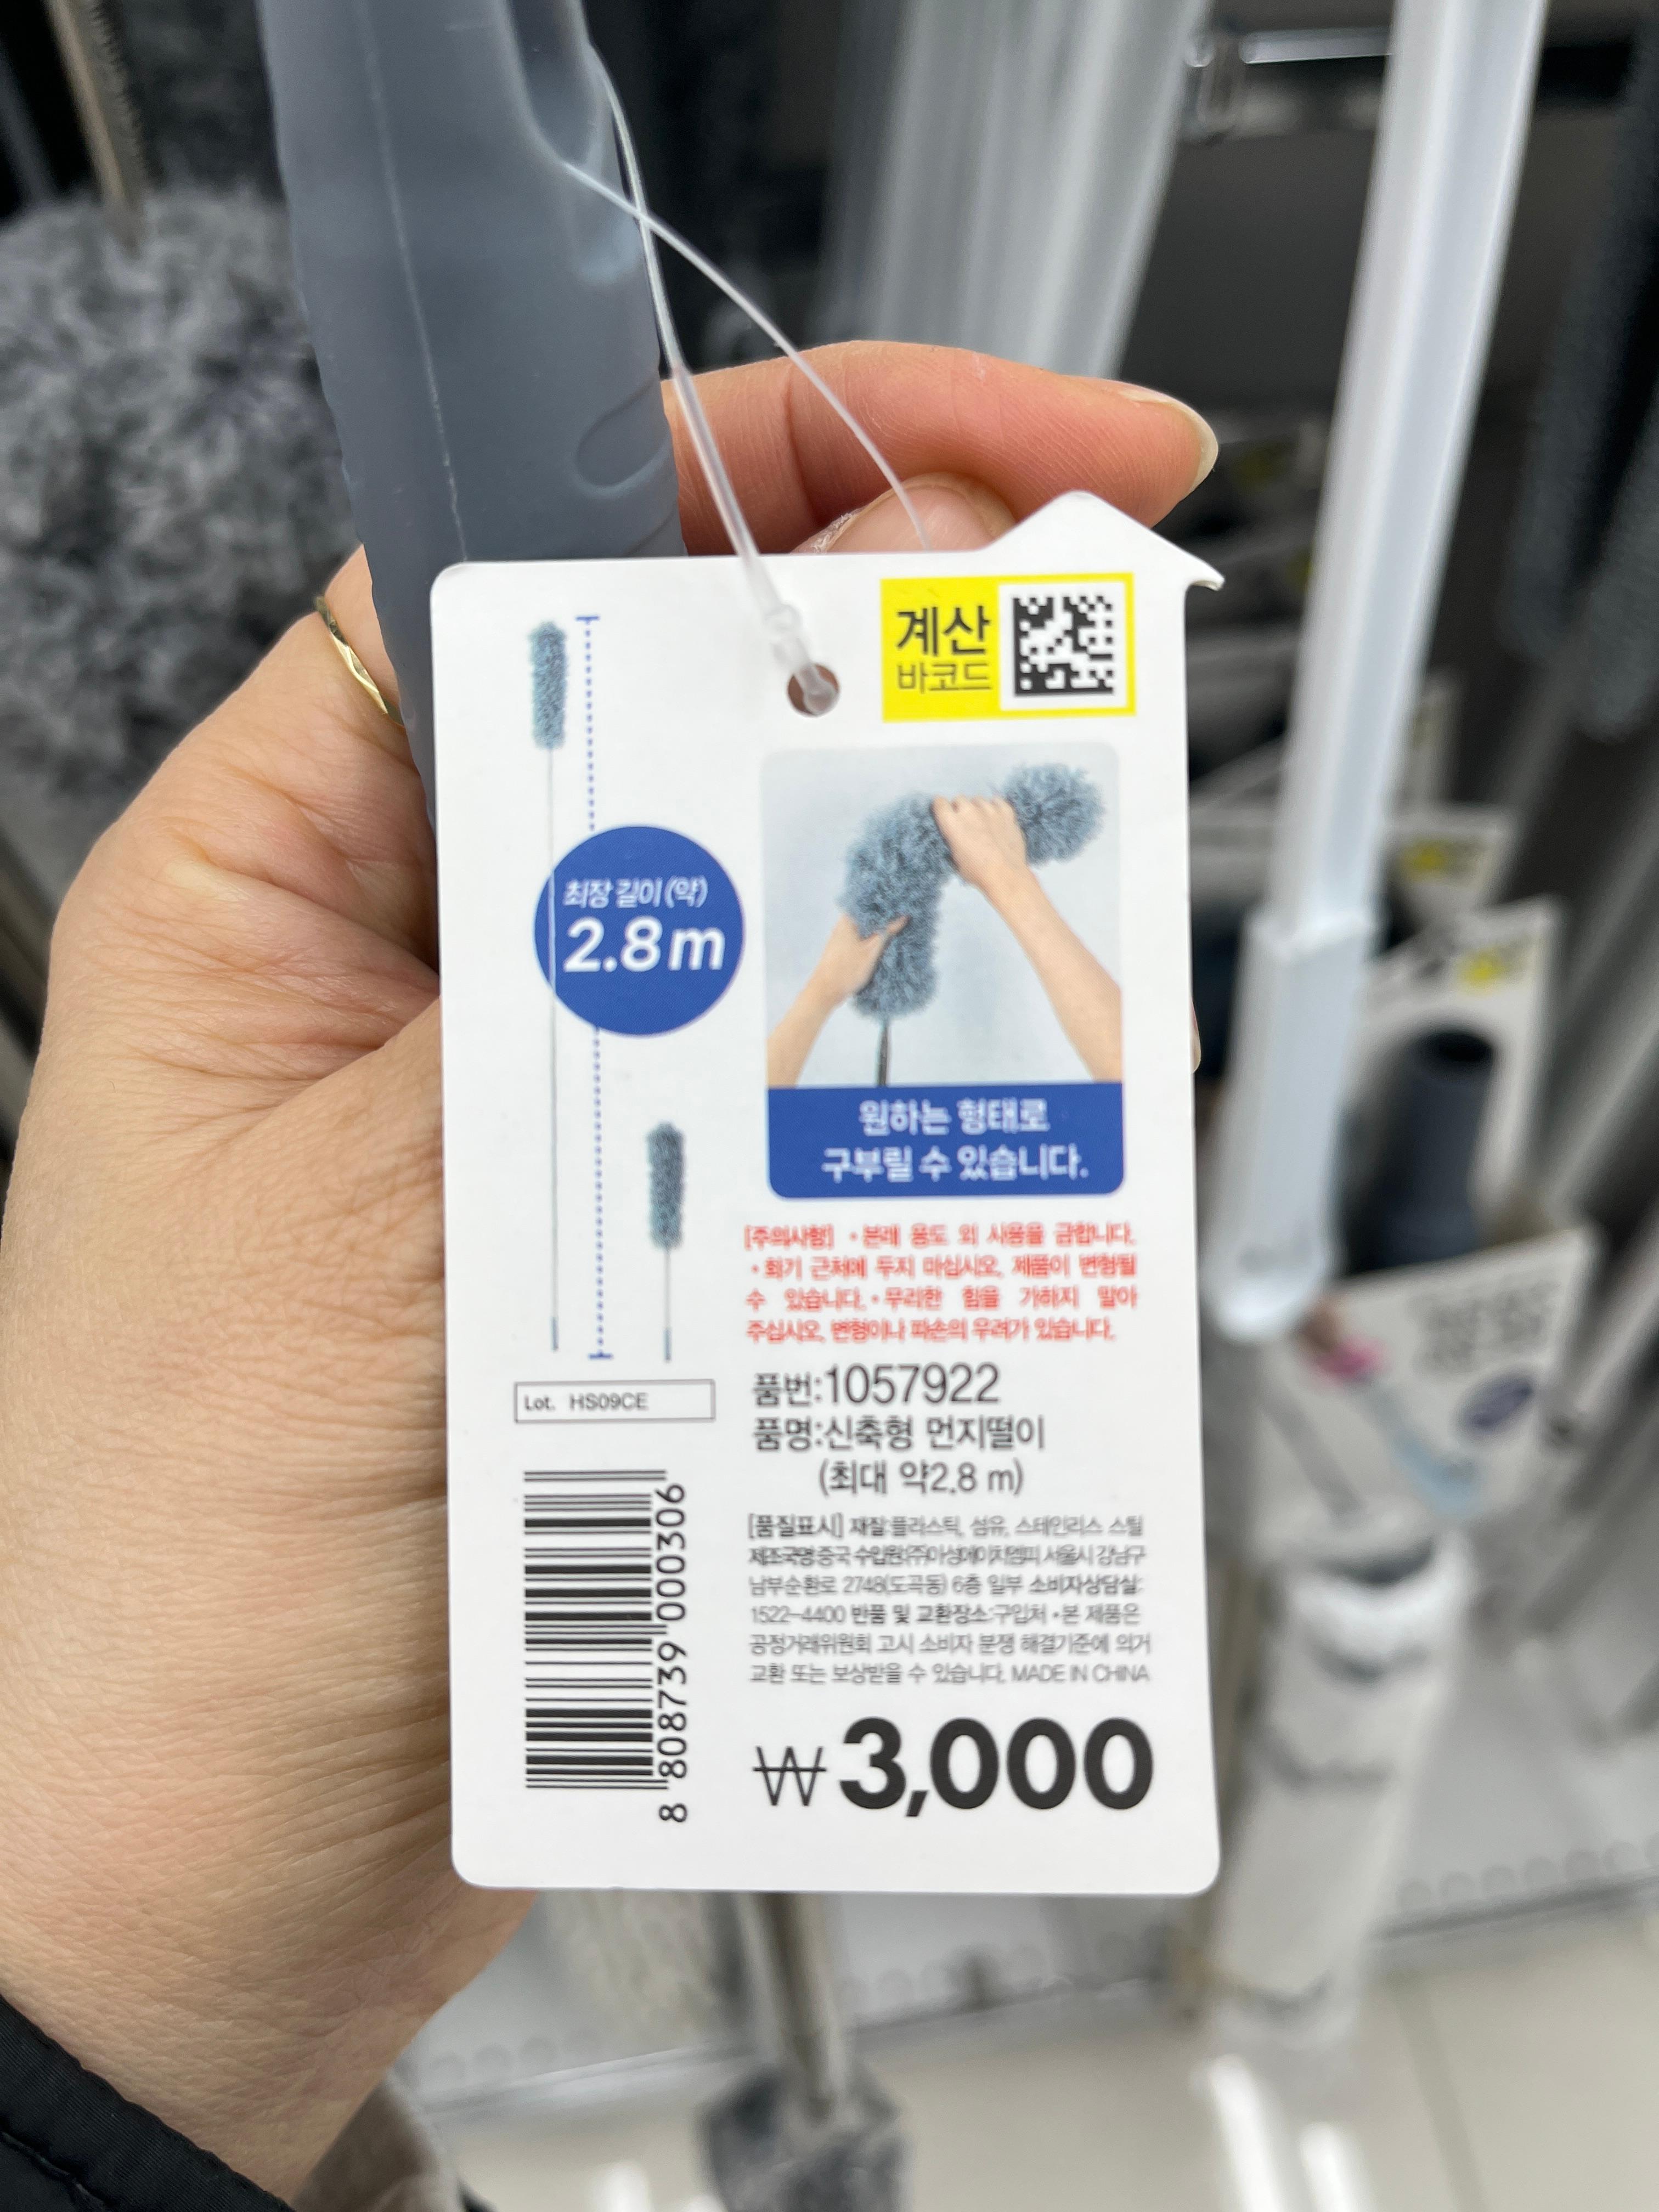 계산
바코드
최장 길이 (약)
2.8m
원하는 형태로
구부릴 수 있습니다.
[주의사항] • 본래 용도 외 사용을 금합니다.
• 화기 근처에 두지 마십시오, 제품이 변형될
수 있습니다. • 무리한 힘을 가하지 말아
주십시오, 변형이나 파손의 우려가 있습니다.
품번:1057922
품명:신축형 먼지떨이
(최대 약2.8 m)
Lot. HS09CE
[품질표시] 재질:플라스틱, 섬유, 스테인리스 스틸
제조국명:중국 수입원:(주)아성에이치엠피 서울시 강남구
남부순환로 2748(도곡동) 6층 일부 소비자상담실:
1522-4400 반품 및 교환장소:구입처 • 본 제품은
공정거래위원회 고시 소비자 분쟁 해결기준에 의거
교환 또는 보상받을 수 있습니다. MADE IN CHINA
8 808739 000306
₩3,000